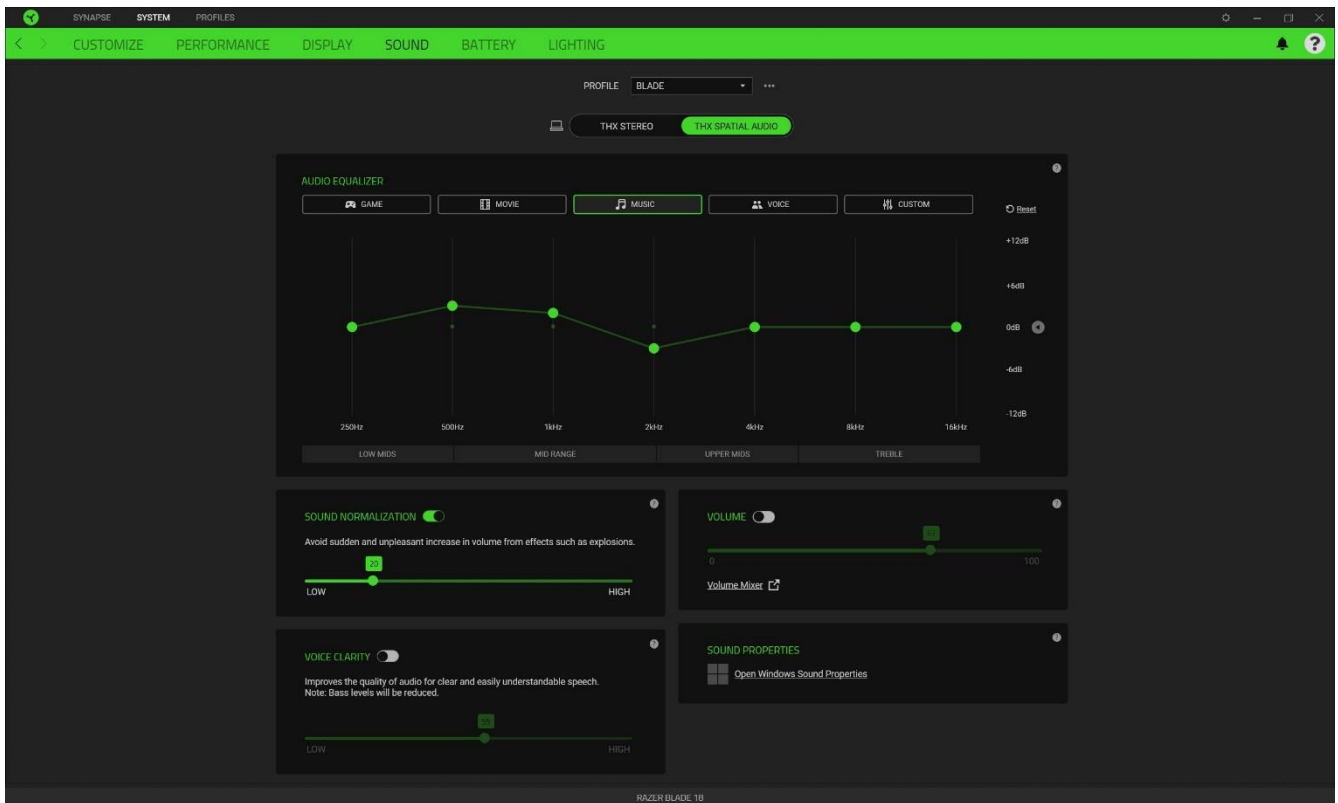 SYNAPSE SYSTEM PROFILES
CUSTOMIZE PERFORMANCE DISPLAY SOUND BATTERY LIGHTING
PROFILE BLADE
THX STEREO THX SPATIAL AUDIO
AUDIO EQUALIZER
GAME MOVIE MUSIC VOICE CUSTOM
Reset
+12dB
+6dB
0dB
-6dB
-12dB
250Hz 500Hz 1kHz 2kHz 4kHz 8kHz 16kHz
LOW MIDS MID RANGE UPPER MIDS TREBLE
SOUND NORMALIZATION
Avoid sudden and unpleasant increase in volume from effects such as explosions.
20
LOW HIGH
VOLUME
0 100
Volume Mixer
VOICE CLARITY
Improves the quality of audio for clear and easily understandable speech.
Note: Bass levels will be reduced.
55
LOW HIGH
SOUND PROPERTIES
Open Windows Sound Properties
RAZER BLADE 18